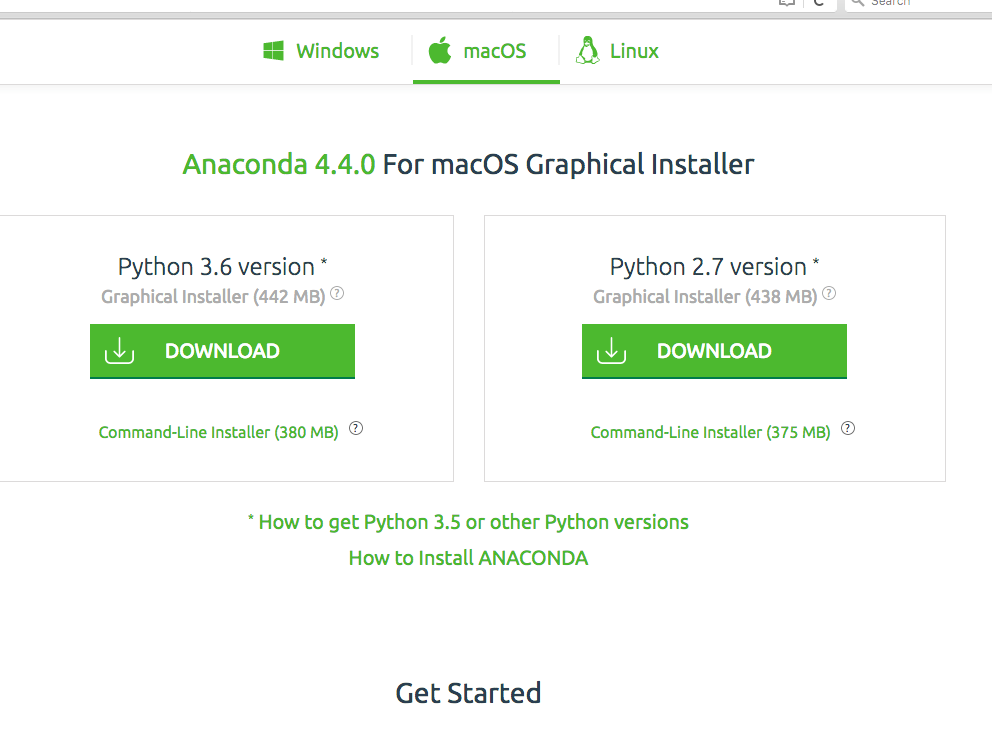 Search
Windows
macOS
Linux
Anaconda 4.4.0 For macOS Graphical Installer
Python 3.6 version *
Graphical Installer (442 MB) ?
DOWNLOAD
Command-Line Installer (380 MB) ?
Python 2.7 version *
Graphical Installer (438 MB) ?
DOWNLOAD
Command-Line Installer (375 MB) ?
* How to get Python 3.5 or other Python versions
How to Install ANACONDA
Get Started